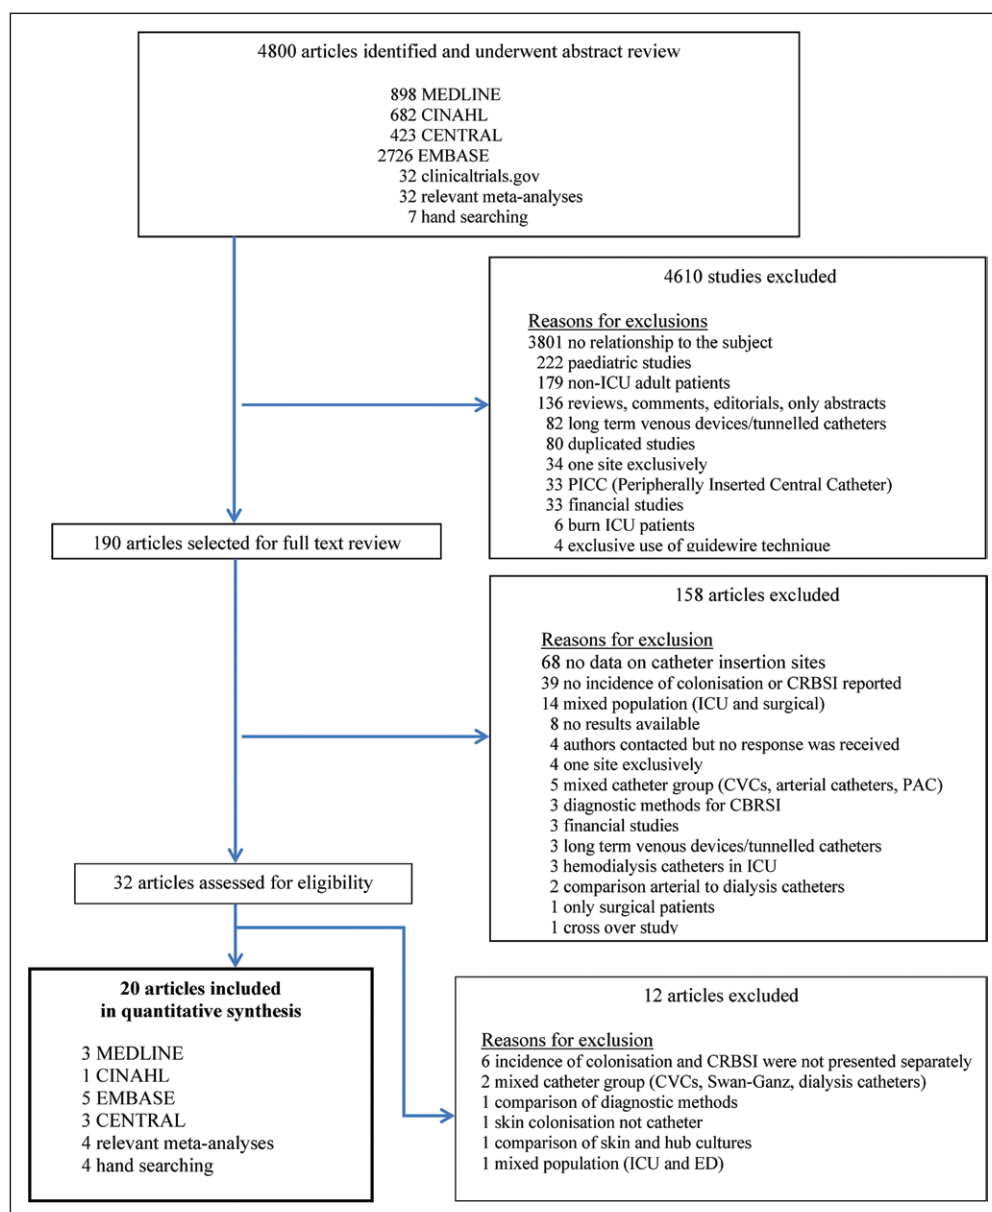 4800 articles identified and underwent abstract review
898 MEDLINE
682 CINAHL
423 CENTRAL
2726 EMBASE
32 clinicaltrials.gov
32 relevant meta-analyses
7 hand searching
4610 studies excluded
Reasons for exclusions
3801 no relationship to the subject
222 paediatric studies
179 non-ICU adult patients
136 reviews, comments, editorials, only abstracts
82 long term venous devices/tunnelled catheters
80 duplicated studies
34 one site exclusively
33 PICC (Peripherally Inserted Central Catheter)
33 financial studies
6 burn ICU patients
4 exclusive use of guidewire technique
190 articles selected for full text review
158 articles excluded
Reasons for exclusion
68 no data on catheter insertion sites
39 no incidence of colonisation or CRBSI reported
14 mixed population (ICU and surgical)
8 no results available
4 authors contacted but no response was received
4 one site exclusively
5 mixed catheter group (CVCs, arterial catheters, PAC)
3 diagnostic methods for CBRSI
3 financial studies
3 long term venous devices/tunnelled catheters
3 hemodialysis catheters in ICU
2 comparison arterial to dialysis catheters
1 only surgical patients
1 cross over study
32 articles assessed for eligibility
20 articles included
in quantitative synthesis
3 MEDLINE
1 CINAHL
5 EMBASE
3 CENTRAL
4 relevant meta-analyses
4 hand searching
12 articles excluded
Reasons for exclusion
6 incidence of colonisation and CRBSI were not presented separately
2 mixed catheter group (CVCs, Swan-Ganz, dialysis catheters)
1 comparison of diagnostic methods
1 skin colonisation not catheter
1 comparison of skin and hub cultures
1 mixed population (ICU and ED)